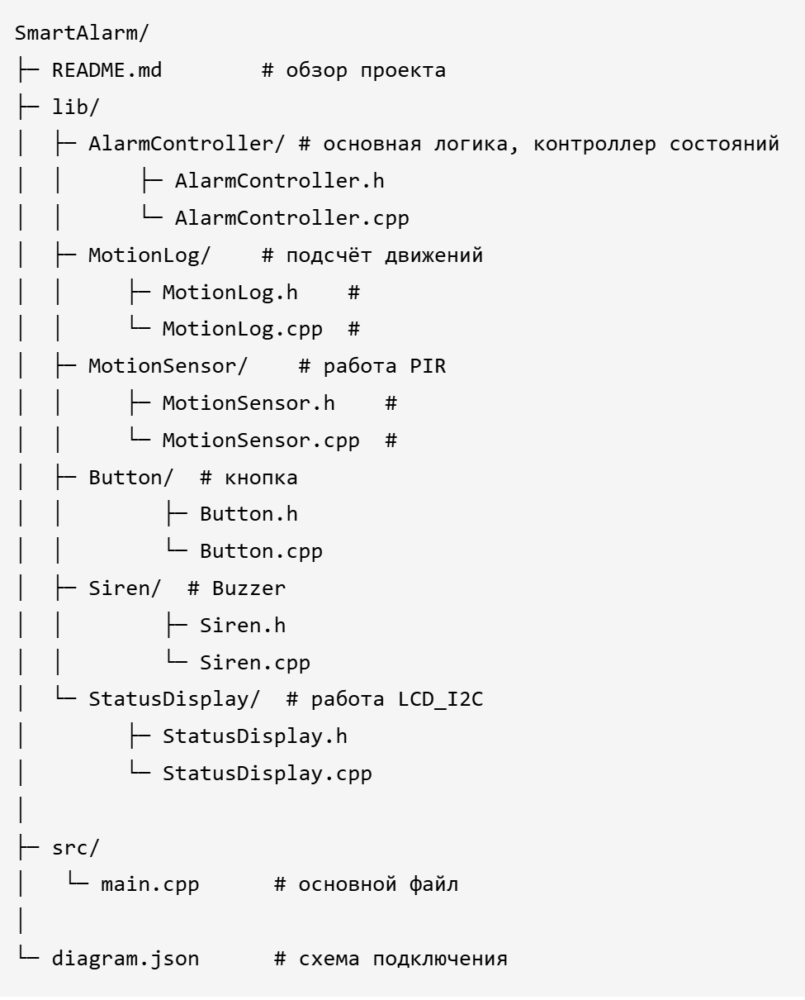 SmartAlarm/
├─ README.md        # обзор проекта
├─ lib/
│  ├─ AlarmController/ # основная логика, контроллер состояний
│  │      ├─ AlarmController.h
│  │      └─ AlarmController.cpp
│  ├─ MotionLog/    # подсчёт движений
│  │     ├─ MotionLog.h    #
│  │     └─ MotionLog.cpp  #
│  ├─ MotionSensor/    # работа PIR
│  │     ├─ MotionSensor.h    #
│  │     └─ MotionSensor.cpp  #
│  ├─ Button/  # кнопка
│  │        ├─ Button.h
│  │        └─ Button.cpp
│  ├─ Siren/  # Buzzer
│  │        ├─ Siren.h
│  │        └─ Siren.cpp
│  └─ StatusDisplay/  # работа LCD_I2C
│        ├─ StatusDisplay.h
│        └─ StatusDisplay.cpp
│
├─ src/
│   └─ main.cpp      # основной файл
│
└─ diagram.json      # схема подключения